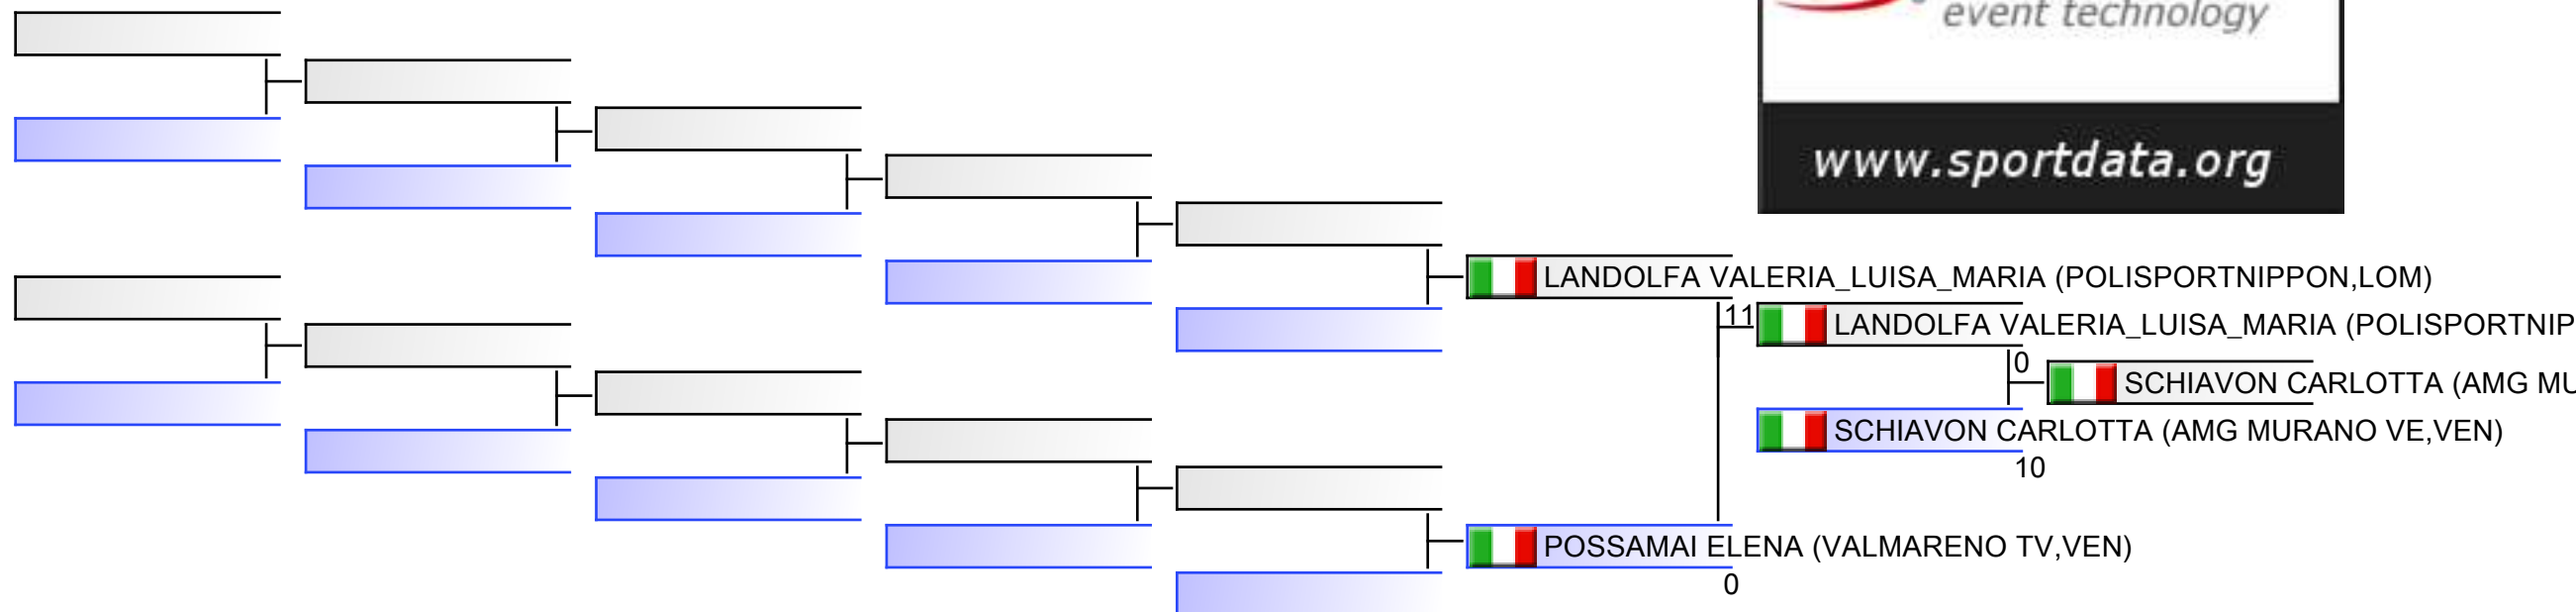 event technology
www.sportdata.org
LANDOLFA VALERIA_LUISA_MARIA (POLISPORTNIPPON,LOM)
11
LANDOLFA VALERIA_LUISA_MARIA (POLISPORTNIP
0
SCHIAVON CARLOTTA (AMG MU
SCHIAVON CARLOTTA (AMG MURANO VE,VEN)
10
POSSAMAI ELENA (VALMARENO TV,VEN)
0